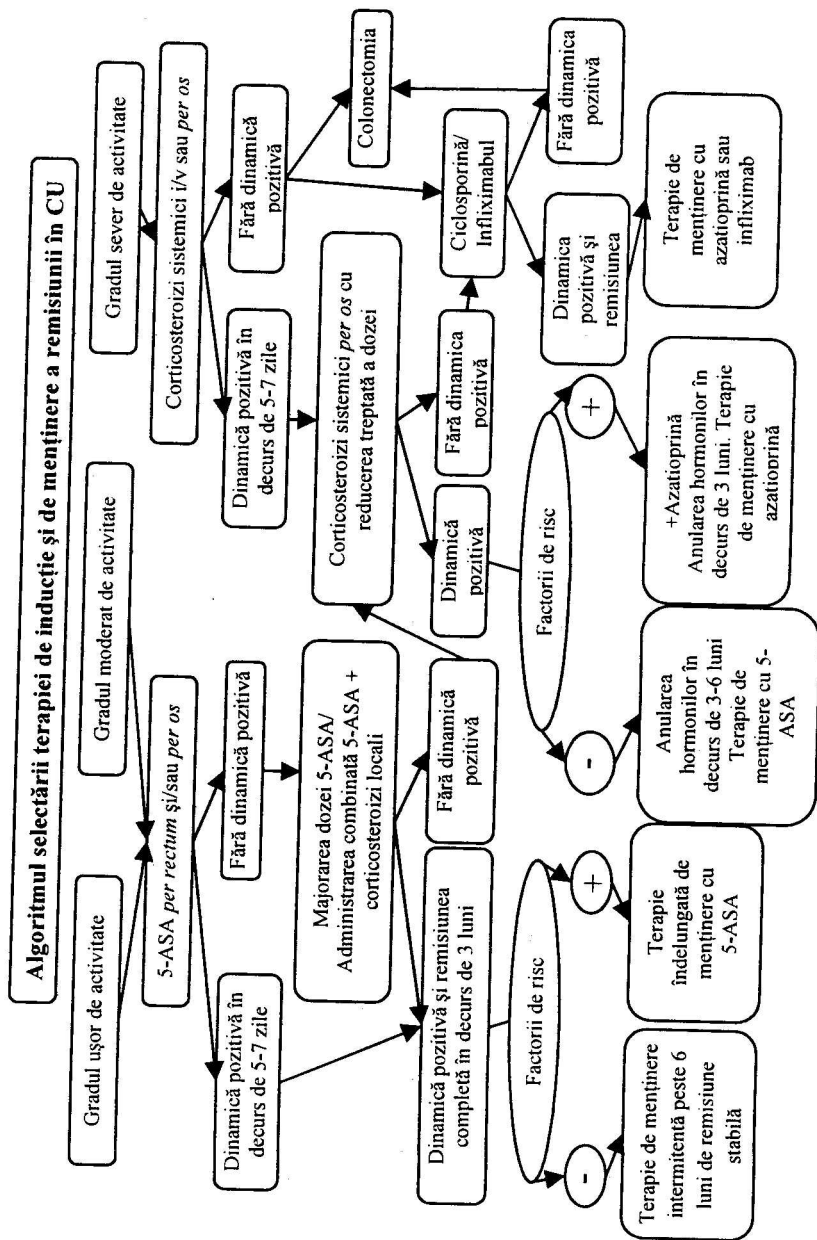 Algoritmul selectării terapiei de inducție și de menținere a remisiunii în CU
Gradul ușor de activitate
Gradul moderat de activitate
Gradul sever de activitate
5-ASA per rectum și/sau per os
Corticosteroizi sistemici i/v sau per os
Dinamică pozitivă în
decurs de 5-7 zile
Fără dinamică pozitivă
Dinamică pozitivă în
decurs de 5-7 zile
Fără dinamică
pozitivă
Majorarea dozei 5-ASA/
Administrarea combinată 5-ASA +
corticosteroizi locali
Corticosteroizi sistemici per os cu
reducerea treptată a dozei
Colonectomia
Dinamică pozitivă și remisiunea
completă în decurs de 3 luni
Fără dinamică
pozitivă
Dinamică
pozitivă
Fără dinamica
pozitivă
Ciclosporină/
Infliximabul
Factorii de risc
Factorii de risc
Dinamica
pozitivă și
remisiunea
Fără dinamica
pozitivă
-
+
-
+
Terapie de menținere
intermitentă peste 6
luni de remisiune
stabilă
Terapie
îndelungată de
menținere cu
5-ASA
Anularea
hormonilor în
decurs de 3-6 luni
Terapie de
menținere cu 5-
ASA
+Azatioprină
Anularea hormonilor în
decurs de 3 luni. Terapie
de menținere cu
azatioprină
Terapie de
menținere cu
azatioprină sau
infliximab